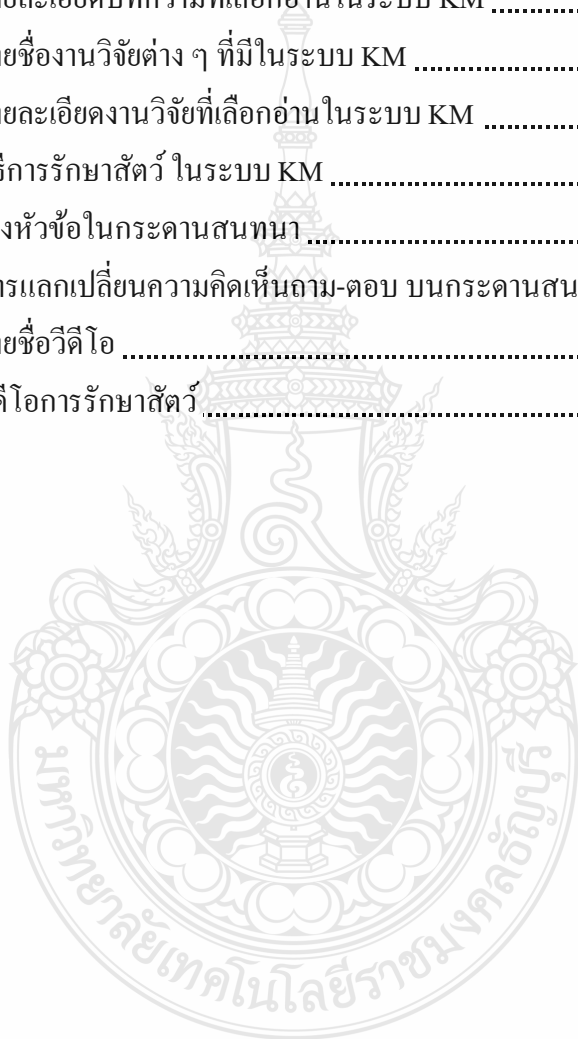 ยละเอียดบทความที่เลือกอ่านในระบบ KM
ายชื่องานวิจัยต่าง ๆ ที่มีในระบบ KM
ยละเอียดงานวิจัยที่เลือกอ่านในระบบ KM
ธีการรักษาสัตว์ ในระบบ KM
งหัวข้อในกระดานสนทนา
ารแลกเปลี่ยนความคิดเห็นถาม-ตอบ บนกระดานสน
ายชื่อวีดีโอ
ดีโอการรักษาสัตว์
มหาวิทยาลัยเทคโนโลยีราชมงคลธัญบุรี